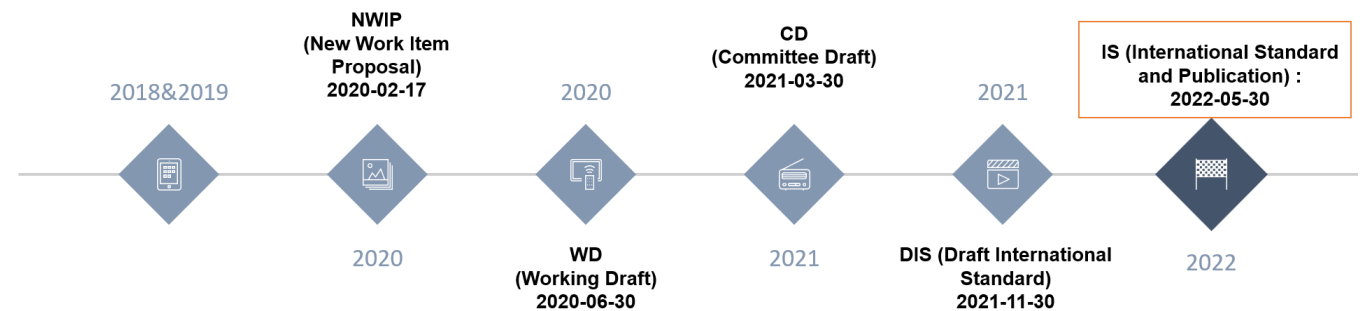 2018&2019
NWIP
(New Work Item
Proposal)
2020-02-17
2020
2020
WD
(Working Draft)
2020-06-30
CD
(Committee Draft)
2021-03-30
2021
2021
DIS (Draft International
Standard)
2021-11-30
IS (International Standard
and Publication) :
2022-05-30
2022